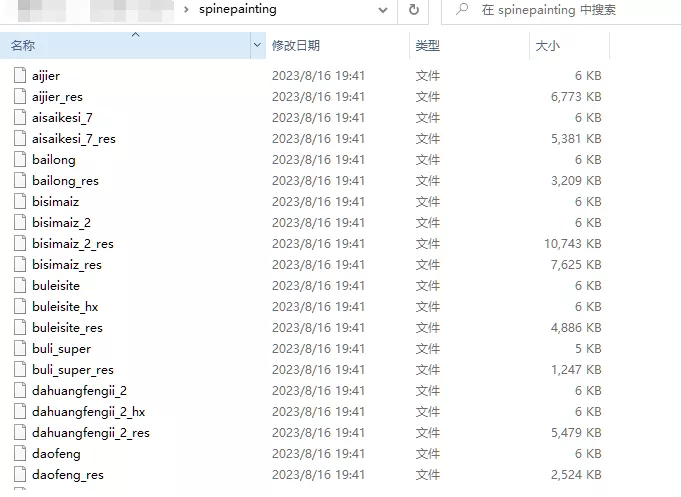 spinepainting
在 spinepainting 中搜索
名称 修改日期 类型 大小
aijier 2023/8/16 19:41 文件 6 KB
aijier_res 2023/8/16 19:41 文件 6,773 KB
aisaikesi_7 2023/8/16 19:41 文件 6 KB
aisaikesi_7_res 2023/8/16 19:41 文件 5,381 KB
bailong 2023/8/16 19:41 文件 6 KB
bailong_res 2023/8/16 19:41 文件 3,209 KB
bisimaiz 2023/8/16 19:41 文件 6 KB
bisimaiz_2 2023/8/16 19:41 文件 6 KB
bisimaiz_2_res 2023/8/16 19:41 文件 10,743 KB
bisimaiz_res 2023/8/16 19:41 文件 7,625 KB
buleisite 2023/8/16 19:41 文件 6 KB
buleisite_hx 2023/8/16 19:41 文件 6 KB
buleisite_res 2023/8/16 19:41 文件 4,886 KB
buli_super 2023/8/16 19:41 文件 5 KB
buli_super_res 2023/8/16 19:41 文件 1,247 KB
dahuangfengii_2 2023/8/16 19:41 文件 6 KB
dahuangfengii_2_hx 2023/8/16 19:41 文件 6 KB
dahuangfengii_2_res 2023/8/16 19:41 文件 5,479 KB
daofeng 2023/8/16 19:41 文件 6 KB
daofeng_res 2023/8/16 19:41 文件 2,524 KB